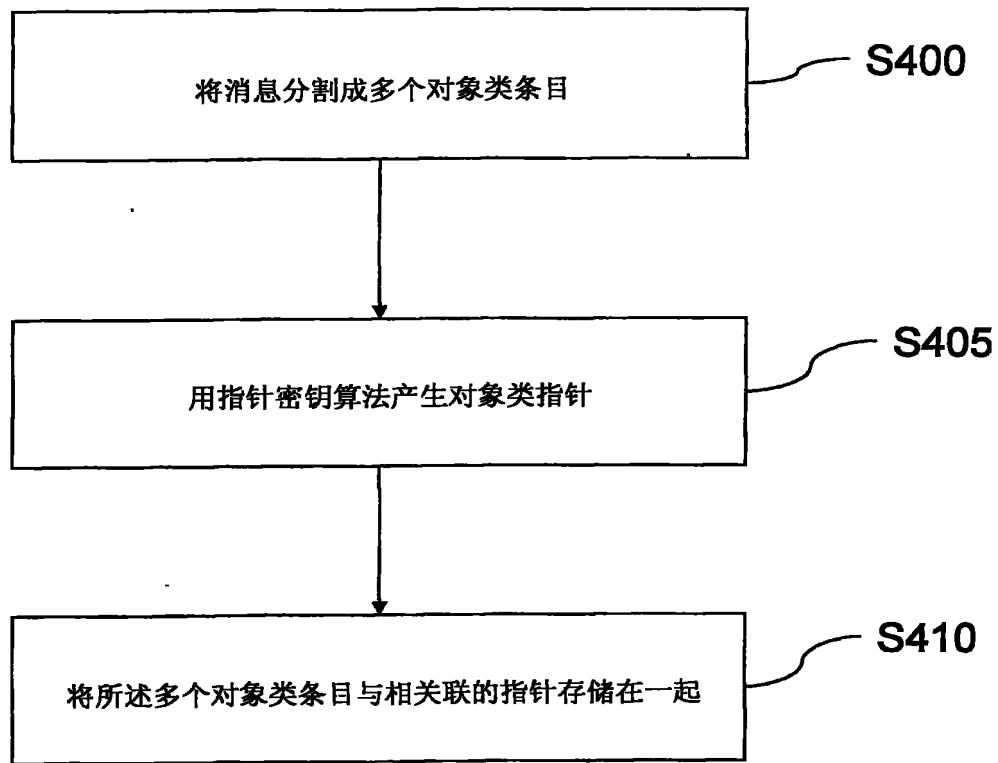 将消息分割成多个对象类条目
S400
用指针密钥算法产生对象类指针
S405
将所述多个对象类条目与相关联的指针存储在一起
S410